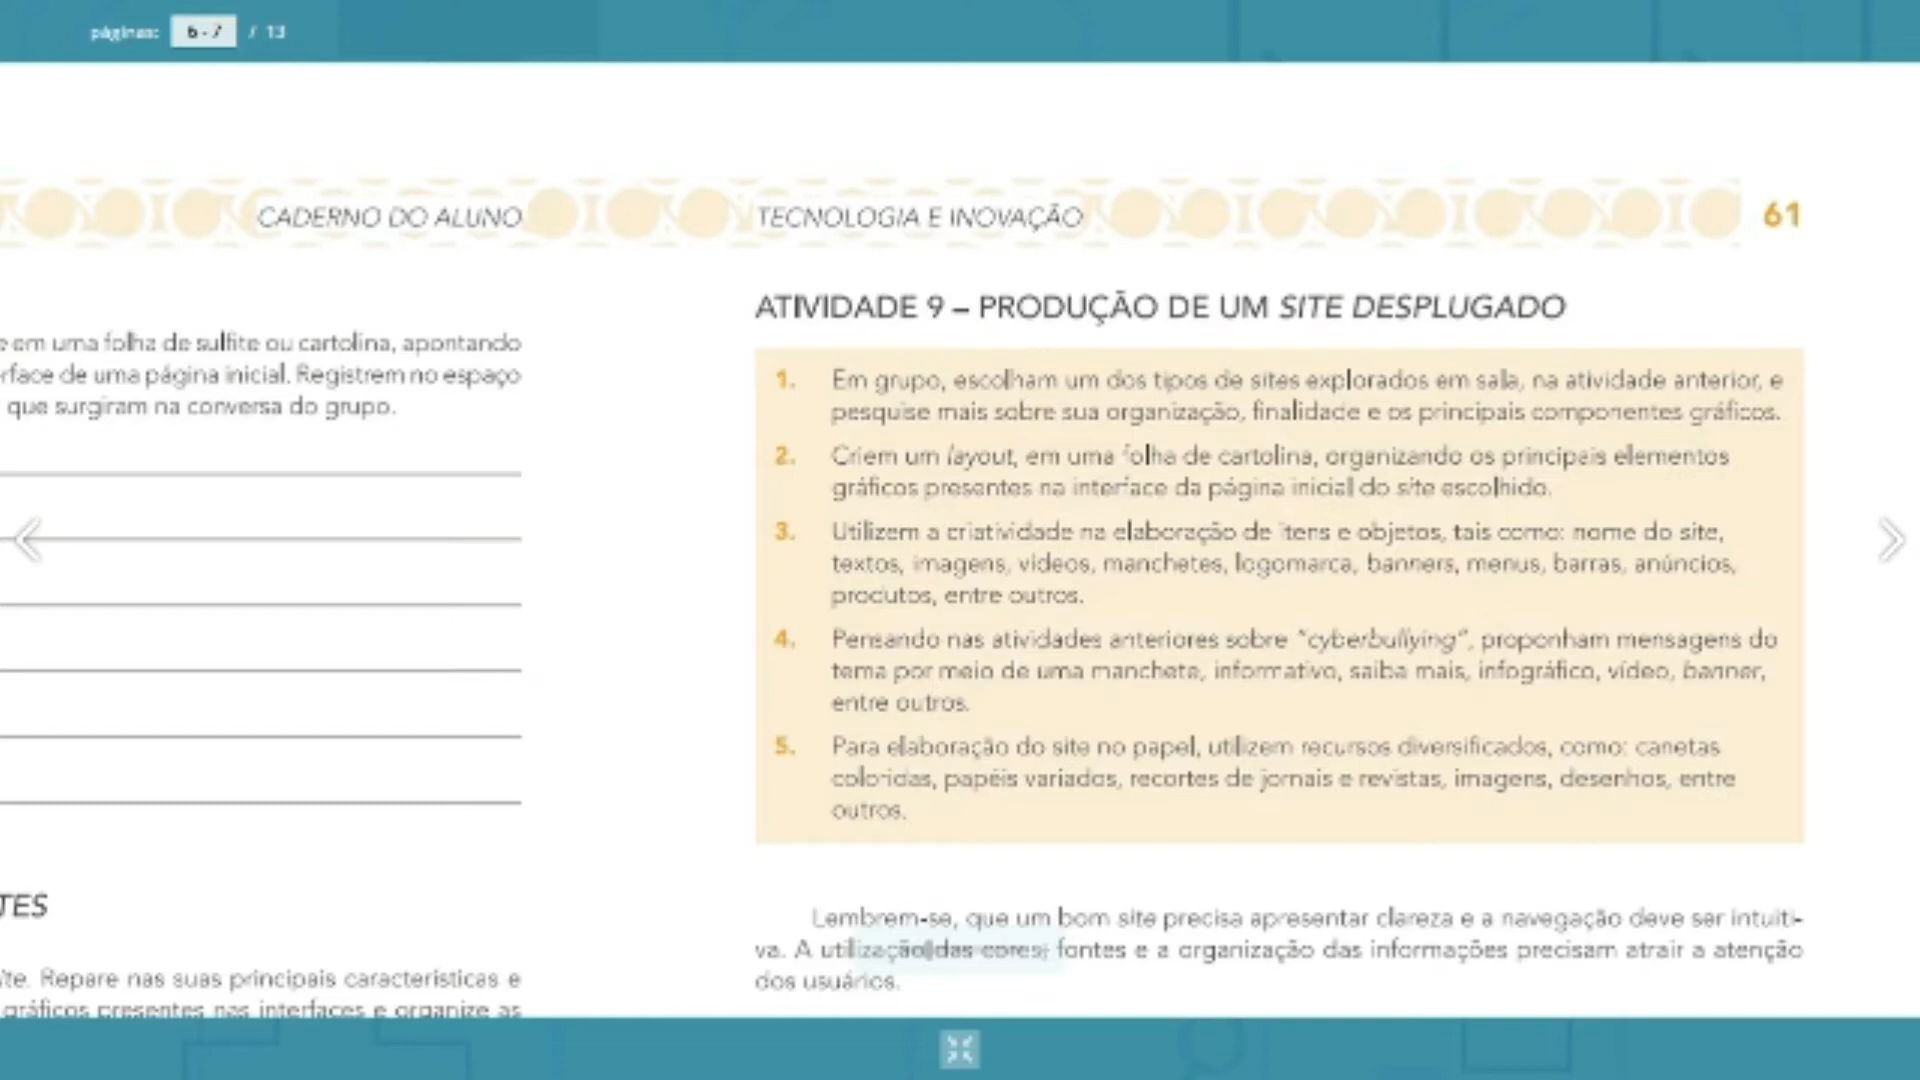 páginas: 6 - 7 / 13
CADERNO DO ALUNO
e em uma folha de sulfite ou cartolina, apontando
rface de uma página inicial. Registrem no espaço
que surgiram na conversa do grupo.
TES
ite. Repare nas suas principais características e
gráficos presentes nas interfaces e organize as
TECNOLOGIA E INOVAÇÃO
61
ATIVIDADE 9 – PRODUÇÃO DE UM SITE DESPLUGADO
1. Em grupo, escolham um dos tipos de sites explorados em sala, na atividade anterior, e
pesquise mais sobre sua organização, finalidade e os principais componentes gráficos.
2. Criem um layout, em uma folha de cartolina, organizando os principais elementos
gráficos presentes na interface da página inicial do site escolhido.
3. Utilizem a criatividade na elaboração de itens e objetos, tais como: nome do site,
textos, imagens, vídeos, manchetes, logomarca, banners, menus, barras, anúncios,
produtos, entre outros.
4. Pensando nas atividades anteriores sobre “cyberbullying”, proponham mensagens do
tema por meio de uma manchete, informativo, saiba mais, infográfico, vídeo, banner,
entre outros.
5. Para elaboração do site no papel, utilizem recursos diversificados, como: canetas
coloridas, papéis variados, recortes de jornais e revistas, imagens, desenhos, entre
outros.
Lembrem-se, que um bom site precisa apresentar clareza e a navegação deve ser intuiti-
va. A utilização das cores, fontes e a organização das informações precisam atrair a atenção
dos usuários.